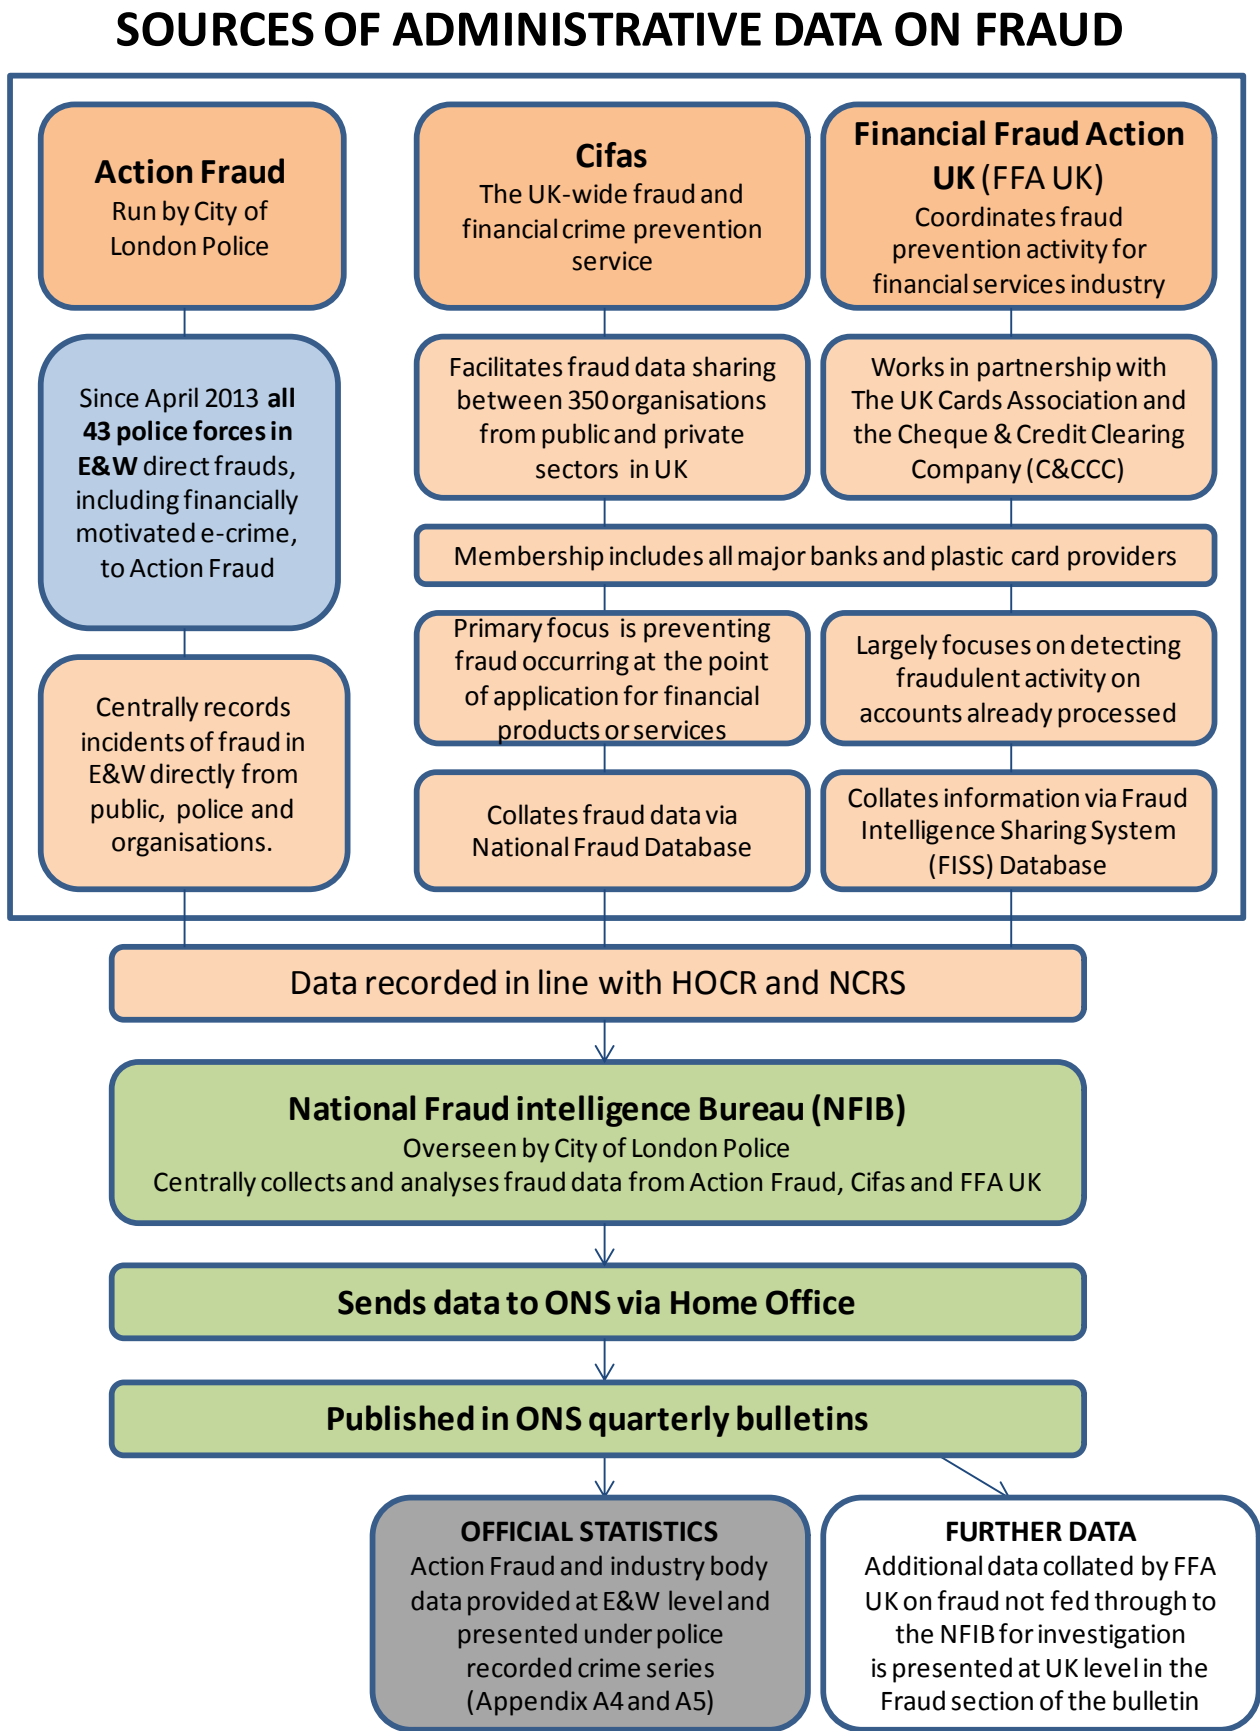 SOURCES OF ADMINISTRATIVE DATA ON FRAUD
Action Fraud
Run by City of
London Police
Since April 2013 all
43 police forces in
E&W direct frauds,
including financially
motivated e-crime,
to Action Fraud
Centrally records
incidents of fraud in
E&W directly from
public, police and
organisations.
Cifas
The UK-wide fraud and
financial crime prevention
service
Facilitates fraud data sharing
between 350 organisations
from public and private
sectors in UK
Financial Fraud Action
UK (FFA UK)
Coordinates fraud
prevention activity for
financial services industry
Works in partnership with
The UK Cards Association and
the Cheque & Credit Clearing
Company (C&CCC)
Membership includes all major banks and plastic card providers
Primary focus is preventing
fraud occurring at the point
of application for financial
products or services
Collates fraud data via
National Fraud Database
Largely focuses on detecting
fraudulent activity on
accounts already processed
Collates information via Fraud
Intelligence Sharing System
(FISS) Database
Data recorded in line with HOCR and NCRS
National Fraud intelligence Bureau (NFIB)
Overseen by City of London Police
Centrally collects and analyses fraud data from Action Fraud, Cifas and FFA UK
Sends data to ONS via Home Office
Published in ONS quarterly bulletins
OFFICIAL STATISTICS
Action Fraud and industry body
data provided at E&W level and
presented under police
recorded crime series
(Appendix A4 and A5)
FURTHER DATA
Additional data collated by FFA
UK on fraud not fed through to
the NFIB for investigation
is presented at UK level in the
Fraud section of the bulletin